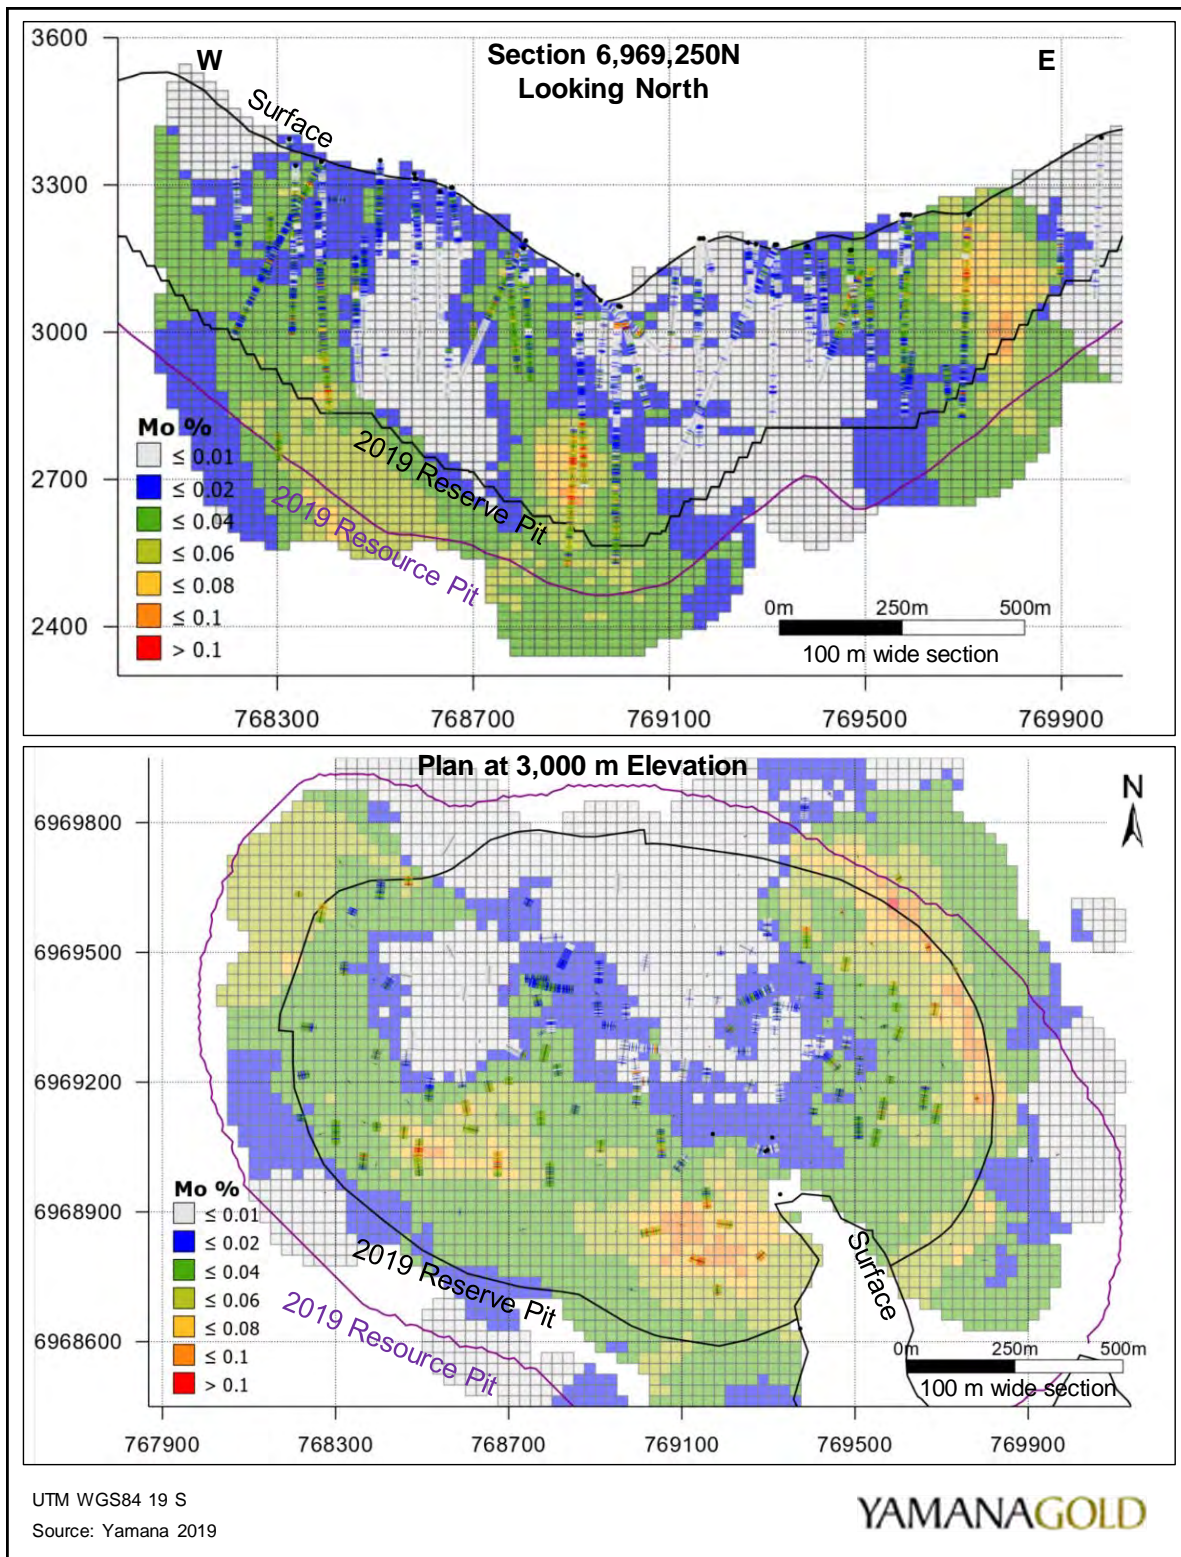 Section 6,969,250N
Looking North
W
E
Surface
3600
3300
3000
2700
2400
Mo %
≤ 0.01
≤ 0.02
≤ 0.04
≤ 0.06
≤ 0.08
≤ 0.1
> 0.1
2019 Reserve Pit
2019 Resource Pit
0m 250m 500m
100 m wide section
768300 768700 769100 769500 769900
Plan at 3,000 m Elevation
N
6969800
6969500
6969200
6968900
6968600
Mo %
≤ 0.01
≤ 0.02
≤ 0.04
≤ 0.06
≤ 0.08
≤ 0.1
> 0.1
2019 Reserve Pit
2019 Resource Pit
Surface
0m 250m 500m
100 m wide section
767900 768300 768700 769100 769500 769900
UTM WGS84 19 S
Source: Yamana 2019
YAMANAGOLD